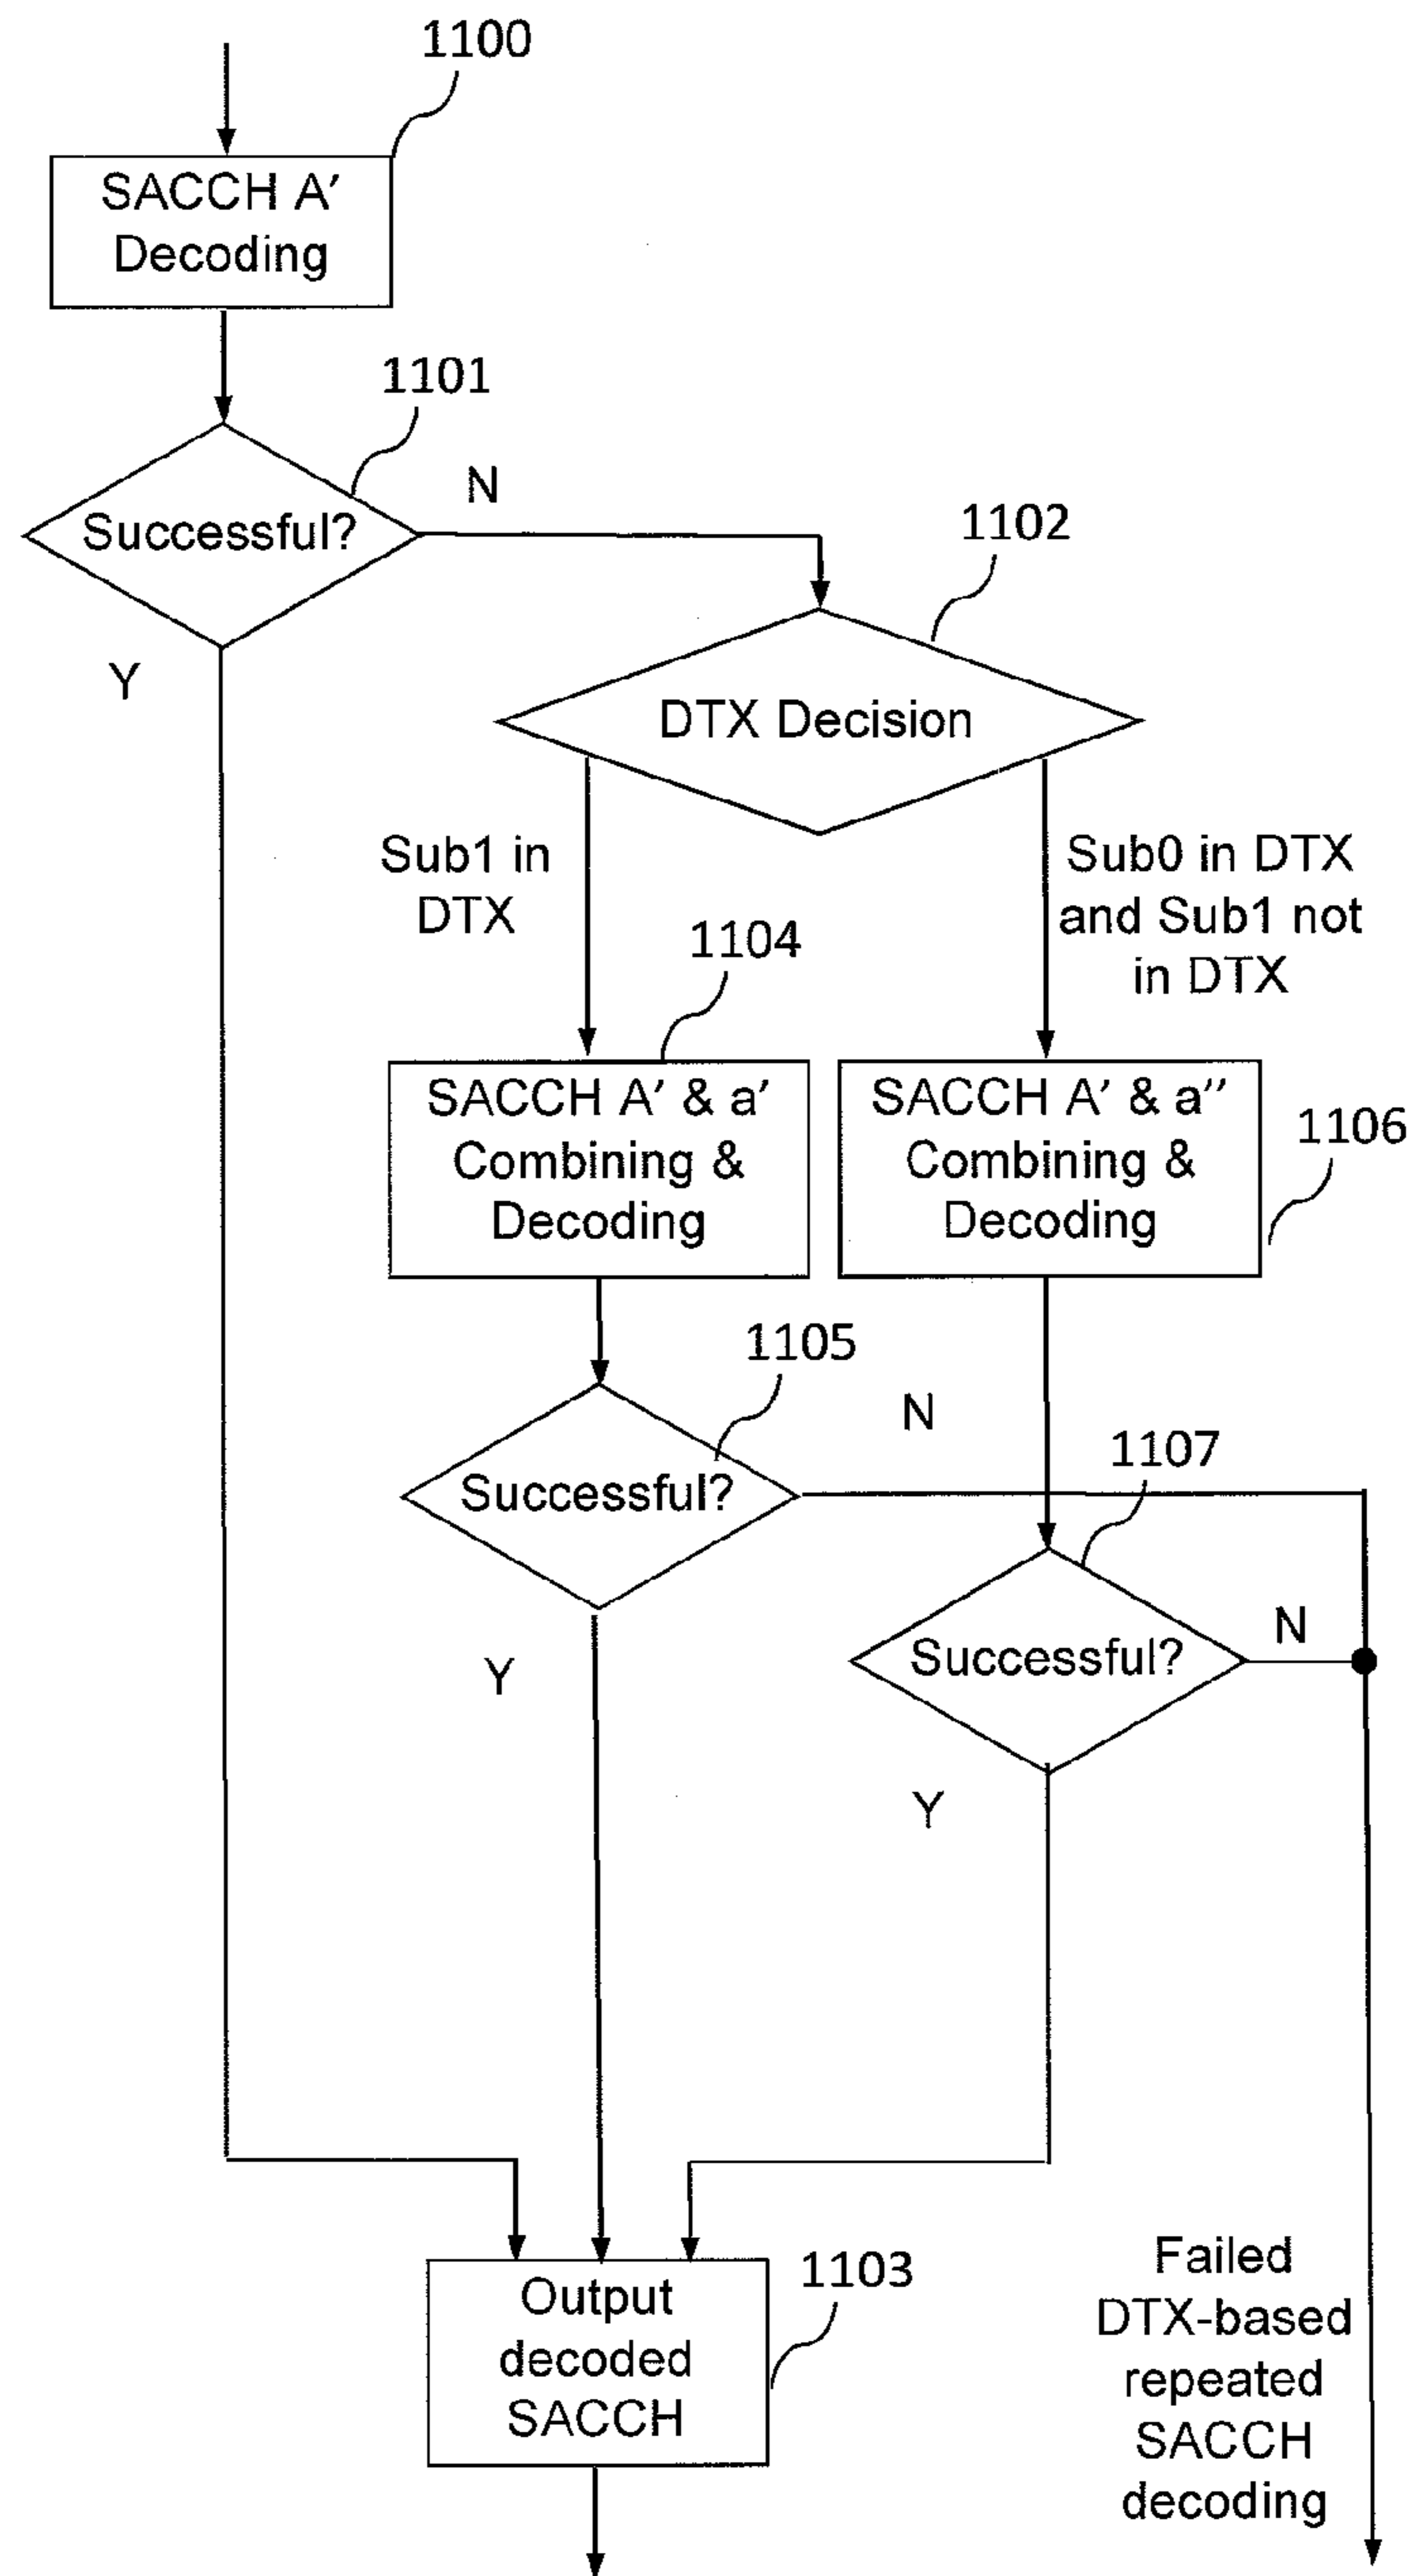 1100
SACCH A′
Decoding
1101
Successful?
N
Y
1102
DTX Decision
Sub1 in
DTX
Sub0 in DTX
and Sub1 not
in DTX
1104
SACCH A′ & a′
Combining &
Decoding
SACCH A′ & a′′
Combining &
Decoding
1106
1105
Successful?
N
Y
1107
Successful?
N
Y
1103
Output
decoded
SACCH
Failed
DTX-based
repeated
SACCH
decoding